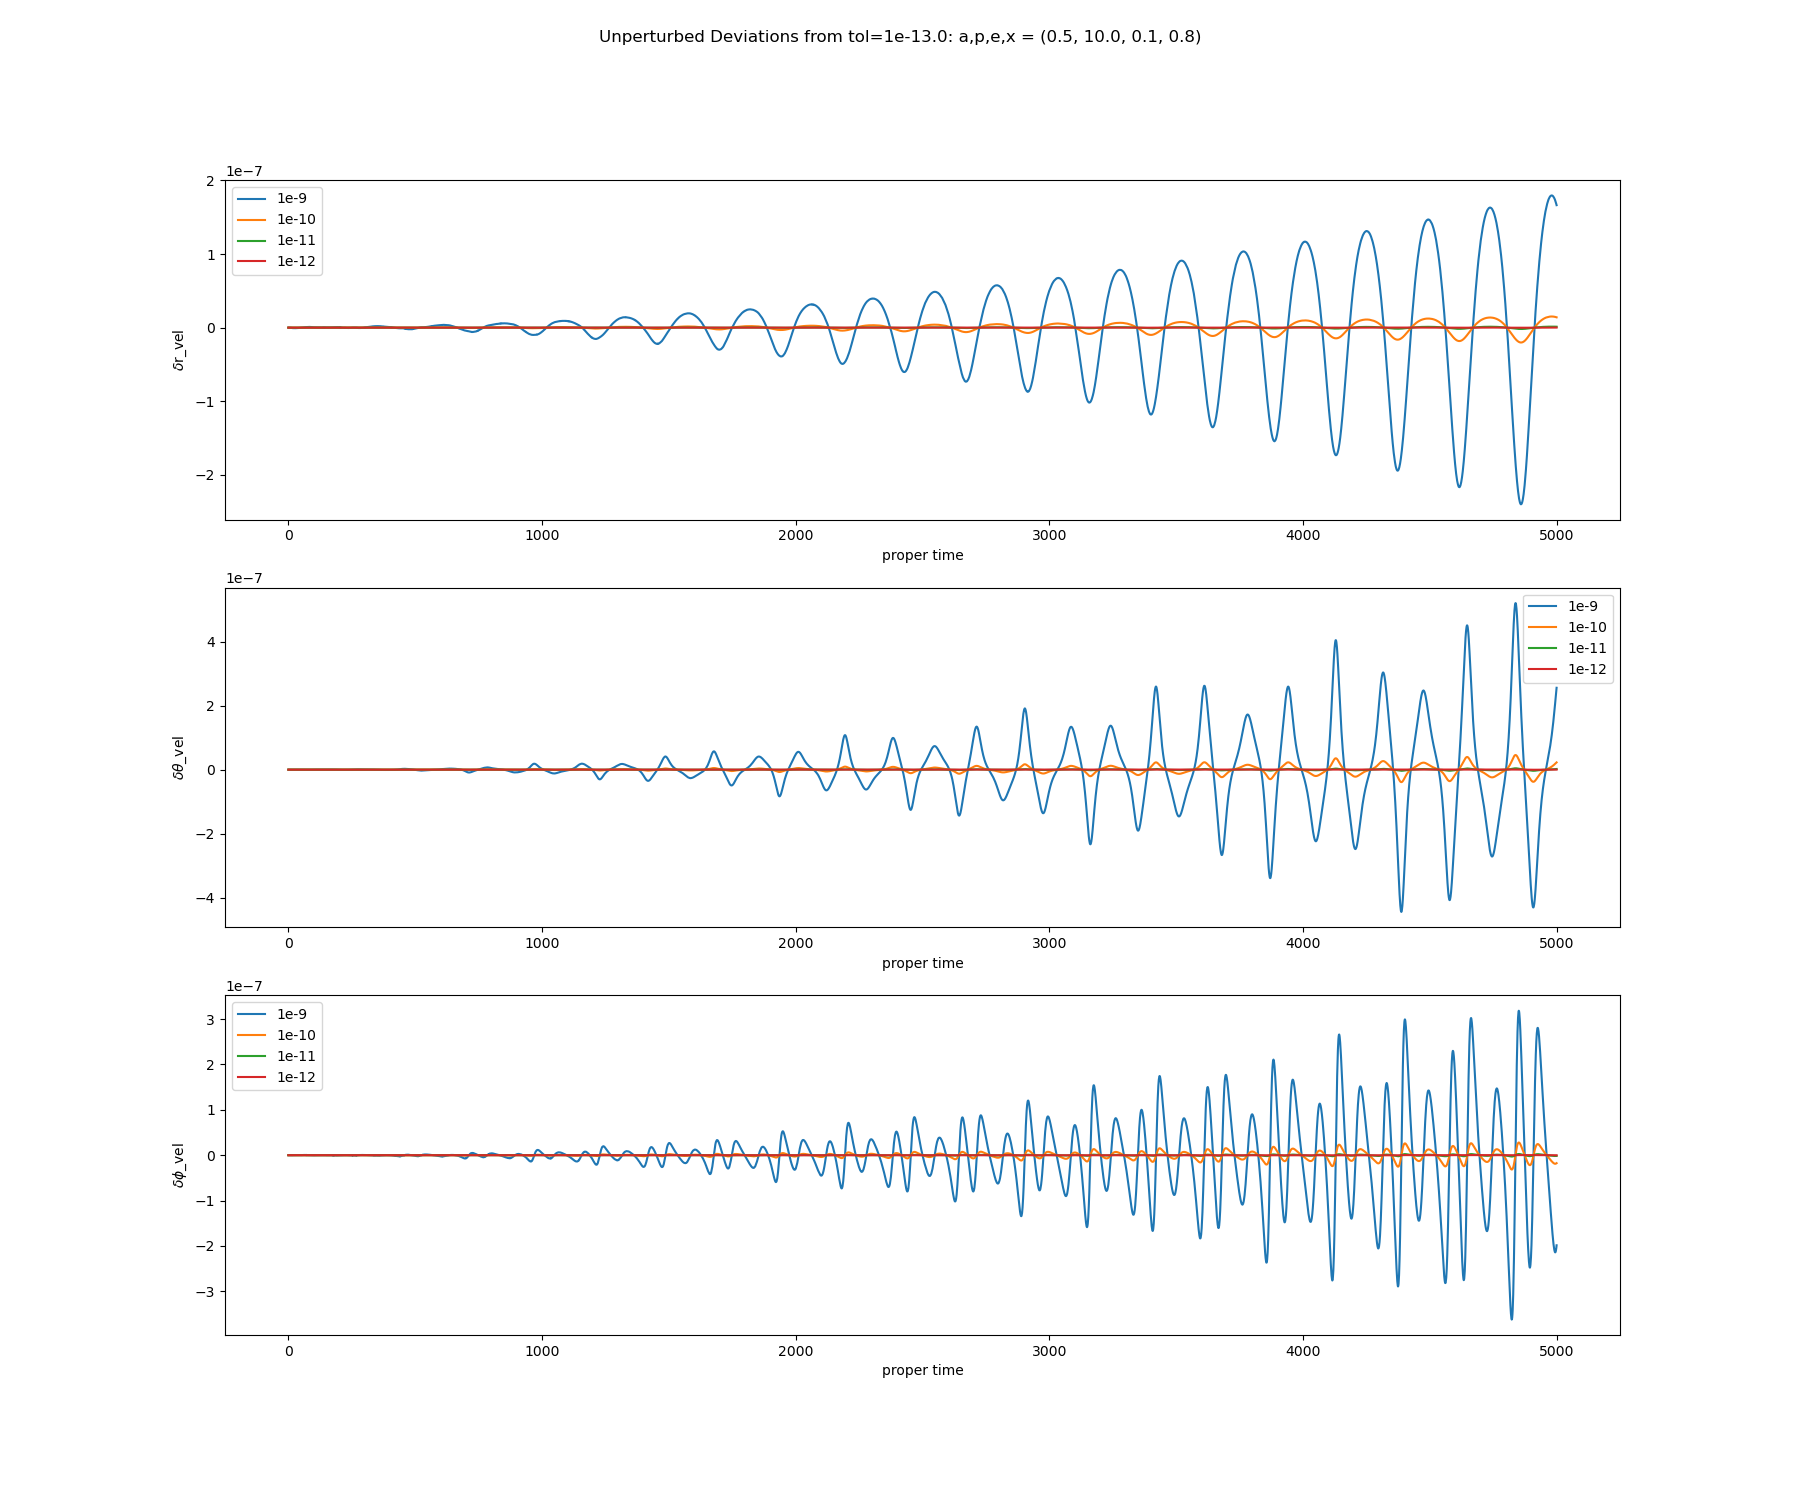 Unperturbed Deviations from tol=1e-13.0: a,p,e,x = (0.5, 10.0, 0.1, 0.8)
1e−7
2
1
0
−1
−2
δr_vel
1e-9
1e-10
1e-11
1e-12
0 1000 2000 3000 4000 5000
proper time
1e−7
4
2
0
−2
−4
δθ_vel
1e-9
1e-10
1e-11
1e-12
0 1000 2000 3000 4000 5000
proper time
1e−7
3
2
1
0
−1
−2
−3
δϕ_vel
1e-9
1e-10
1e-11
1e-12
0 1000 2000 3000 4000 5000
proper time